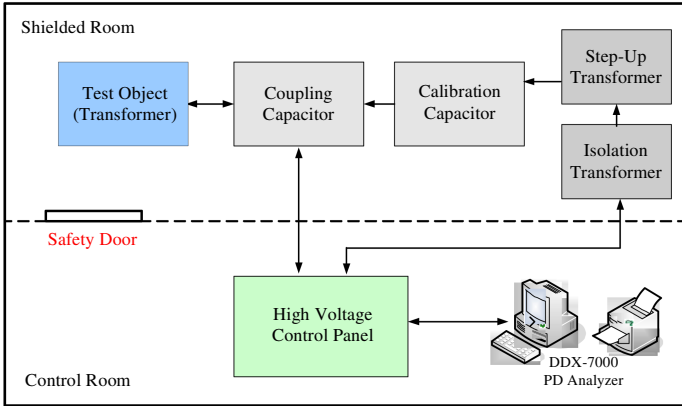 Shielded Room
Test Object
(Transformer)
Coupling
Capacitor
Calibration
Capacitor
Step-Up
Transformer
Isolation
Transformer
Safety Door
High Voltage
Control Panel
DDX-7000
PD Analyzer
Control Room